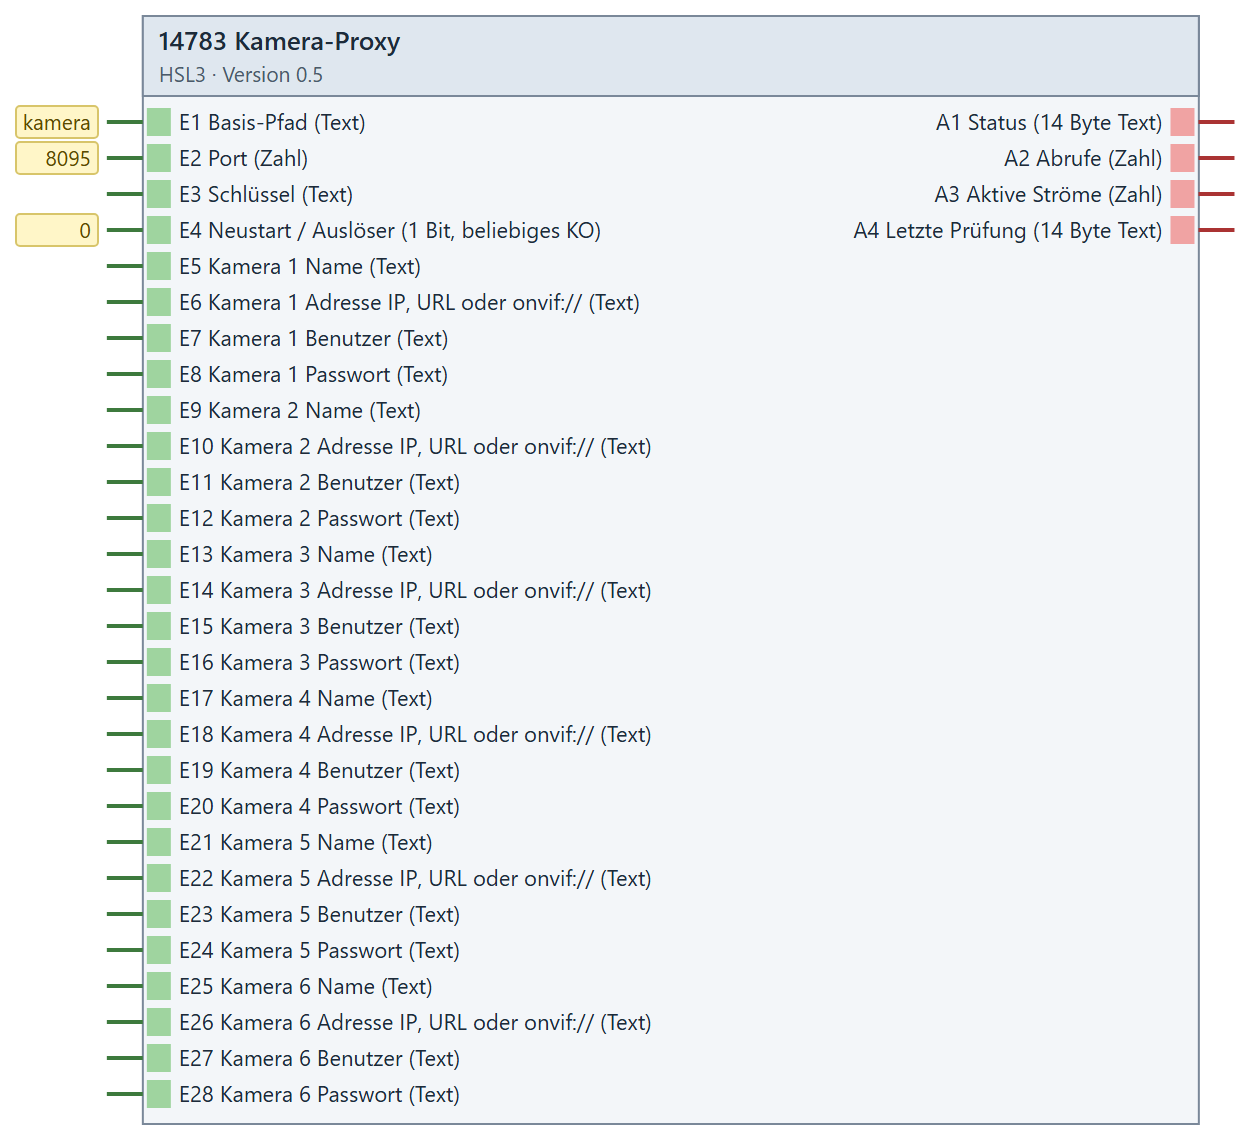 14783 Kamera-Proxy
HSL3 · Version 0.5
kamera E1 Basis-Pfad (Text) A1 Status (14 Byte Text)
8095 E2 Port (Zahl) A2 Abrufe (Zahl)
E3 Schlüssel (Text) A3 Aktive Ströme (Zahl)
0 E4 Neustart / Auslöser (1 Bit, beliebiges KO) A4 Letzte Prüfung (14 Byte Text)
E5 Kamera 1 Name (Text)
E6 Kamera 1 Adresse IP, URL oder onvif:// (Text)
E7 Kamera 1 Benutzer (Text)
E8 Kamera 1 Passwort (Text)
E9 Kamera 2 Name (Text)
E10 Kamera 2 Adresse IP, URL oder onvif:// (Text)
E11 Kamera 2 Benutzer (Text)
E12 Kamera 2 Passwort (Text)
E13 Kamera 3 Name (Text)
E14 Kamera 3 Adresse IP, URL oder onvif:// (Text)
E15 Kamera 3 Benutzer (Text)
E16 Kamera 3 Passwort (Text)
E17 Kamera 4 Name (Text)
E18 Kamera 4 Adresse IP, URL oder onvif:// (Text)
E19 Kamera 4 Benutzer (Text)
E20 Kamera 4 Passwort (Text)
E21 Kamera 5 Name (Text)
E22 Kamera 5 Adresse IP, URL oder onvif:// (Text)
E23 Kamera 5 Benutzer (Text)
E24 Kamera 5 Passwort (Text)
E25 Kamera 6 Name (Text)
E26 Kamera 6 Adresse IP, URL oder onvif:// (Text)
E27 Kamera 6 Benutzer (Text)
E28 Kamera 6 Passwort (Text)